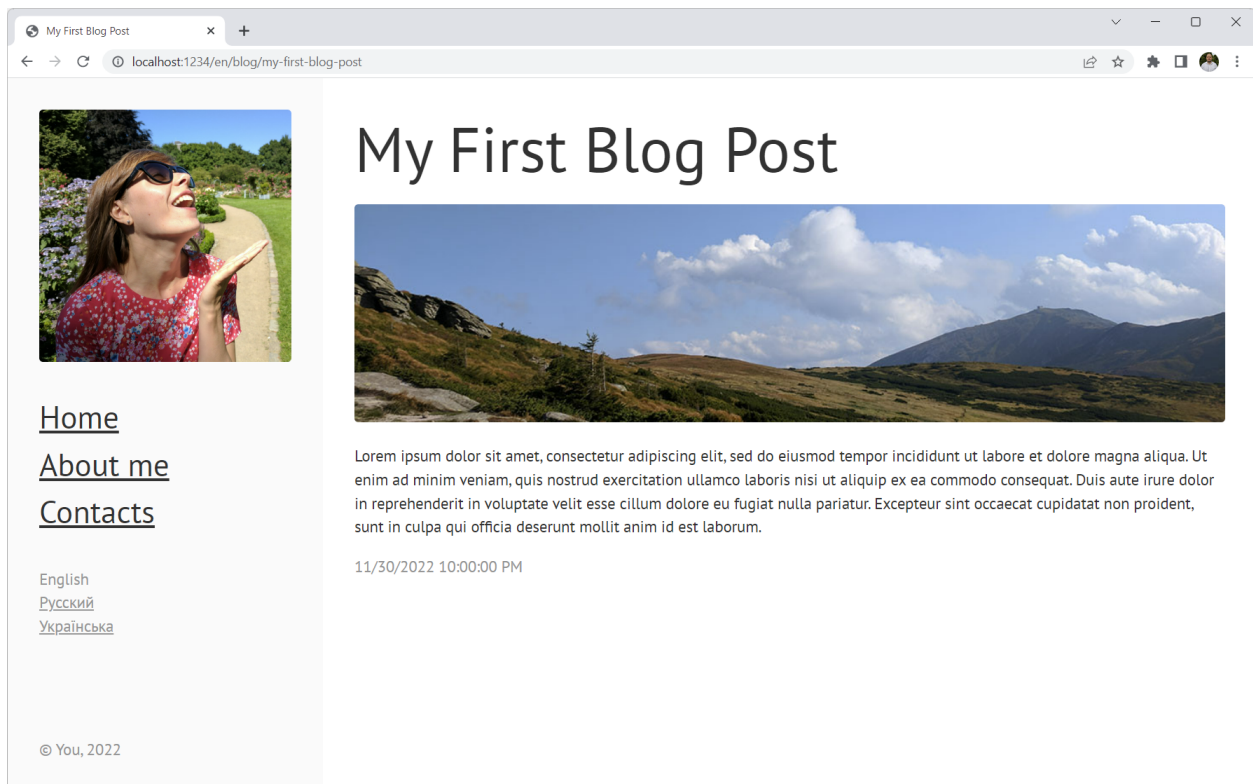 My First Blog Post
localhost:1234/en/blog/my-first-blog-post
Home
About me
Contacts
English
Русский
Українська
© You, 2022
My First Blog Post
Lorem ipsum dolor sit amet, consectetur adipiscing elit, sed do eiusmod tempor incididunt ut labore et dolore magna aliqua. Ut
enim ad minim veniam, quis nostrud exercitation ullamco laboris nisi ut aliquip ex ea commodo consequat. Duis aute irure dolor
in reprehenderit in voluptate velit esse cillum dolore eu fugiat nulla pariatur. Excepteur sint occaecat cupidatat non proident,
sunt in culpa qui officia deserunt mollit anim id est laborum.
11/30/2022 10:00:00 PM